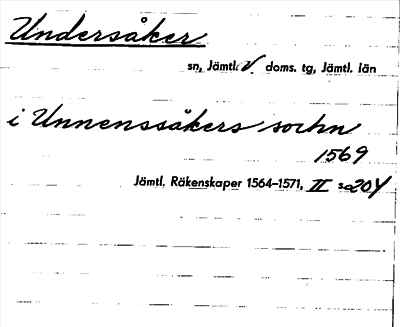 Undersåker
sn, Jämtl. V doms. tg, Jämtl. län
i Unnenssåkers sochn
1569
Jämtl. Räkenskaper 1564–1571, II s. 204